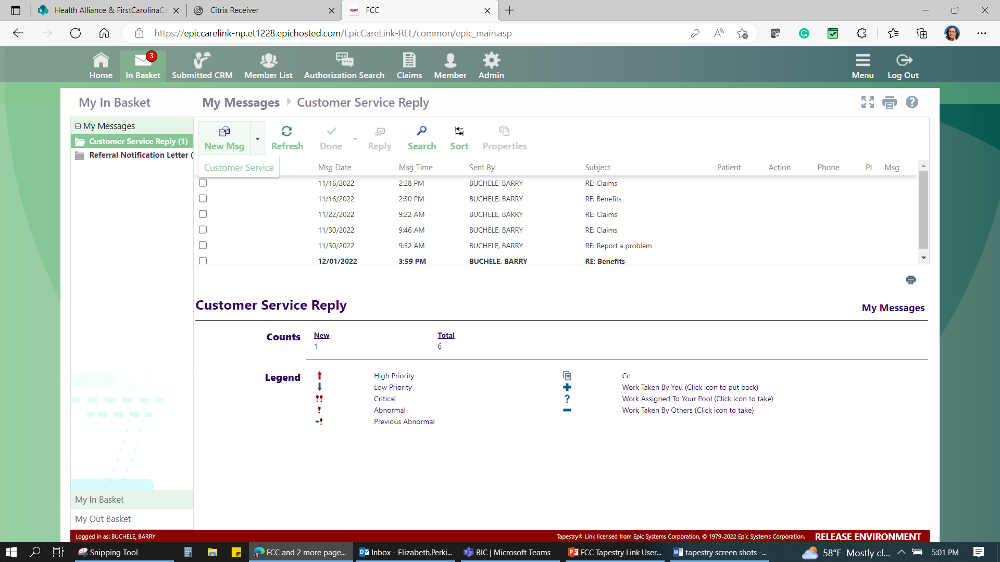 Health Alliance & FirstCarolinaCa
Citrix Receiver
Epic
FCC
https://epiccarelink-np.et1228.epichosted.com/EpicCareLink-REL/common/epic_main.asp
3
Home
In Basket
Submitted CRM
Member List
Authorization Search
Claims
Member
Admin
Menu
Log Out
My In Basket
My Messages
Customer Service Reply
My Messages
Customer Service Reply (1)
Referral Notification Letter (
New Msg
Refresh
Done
Reply
Search
Sort
Properties
Customer Service
Msg Date Msg Time Sent By Subject Patient Action Phone Pl Msg
11/16/2022 2:28 PM BUCHELE, BARRY RE: Claims
11/16/2022 2:30 PM BUCHELE, BARRY RE: Benefits
11/22/2022 9:22 AM BUCHELE, BARRY RE: Claims
11/30/2022 9:46 AM BUCHELE, BARRY RE: Claims
11/30/2022 9:52 AM BUCHELE, BARRY RE: Report a problem
12/01/2022 3:59 PM BUCHELE, BARRY RE: Benefits
Customer Service Reply
My Messages
Counts New Total
1 6
Legend High Priority Cc
Low Priority Work Taken By You (Click icon to put back)
Critical Work Assigned To Your Pool (Click icon to take)
Abnormal Work Taken By Others (Click icon to take)
Previous Abnormal
My In Basket
My Out Basket
Logged in as: BUCHELE, BARRY
Tapestry® Link licensed from Epic Systems Corporation, © 1979-2022 Epic Systems Corporation.
RELEASE ENVIRONMENT
Snipping Tool
FCC and 2 more page...
Inbox - Elizabeth.Perki...
BIC | Microsoft Teams
FCC Tapestry Link User...
tapestry screen shots -...
58°F Mostly cl...
5:01 PM